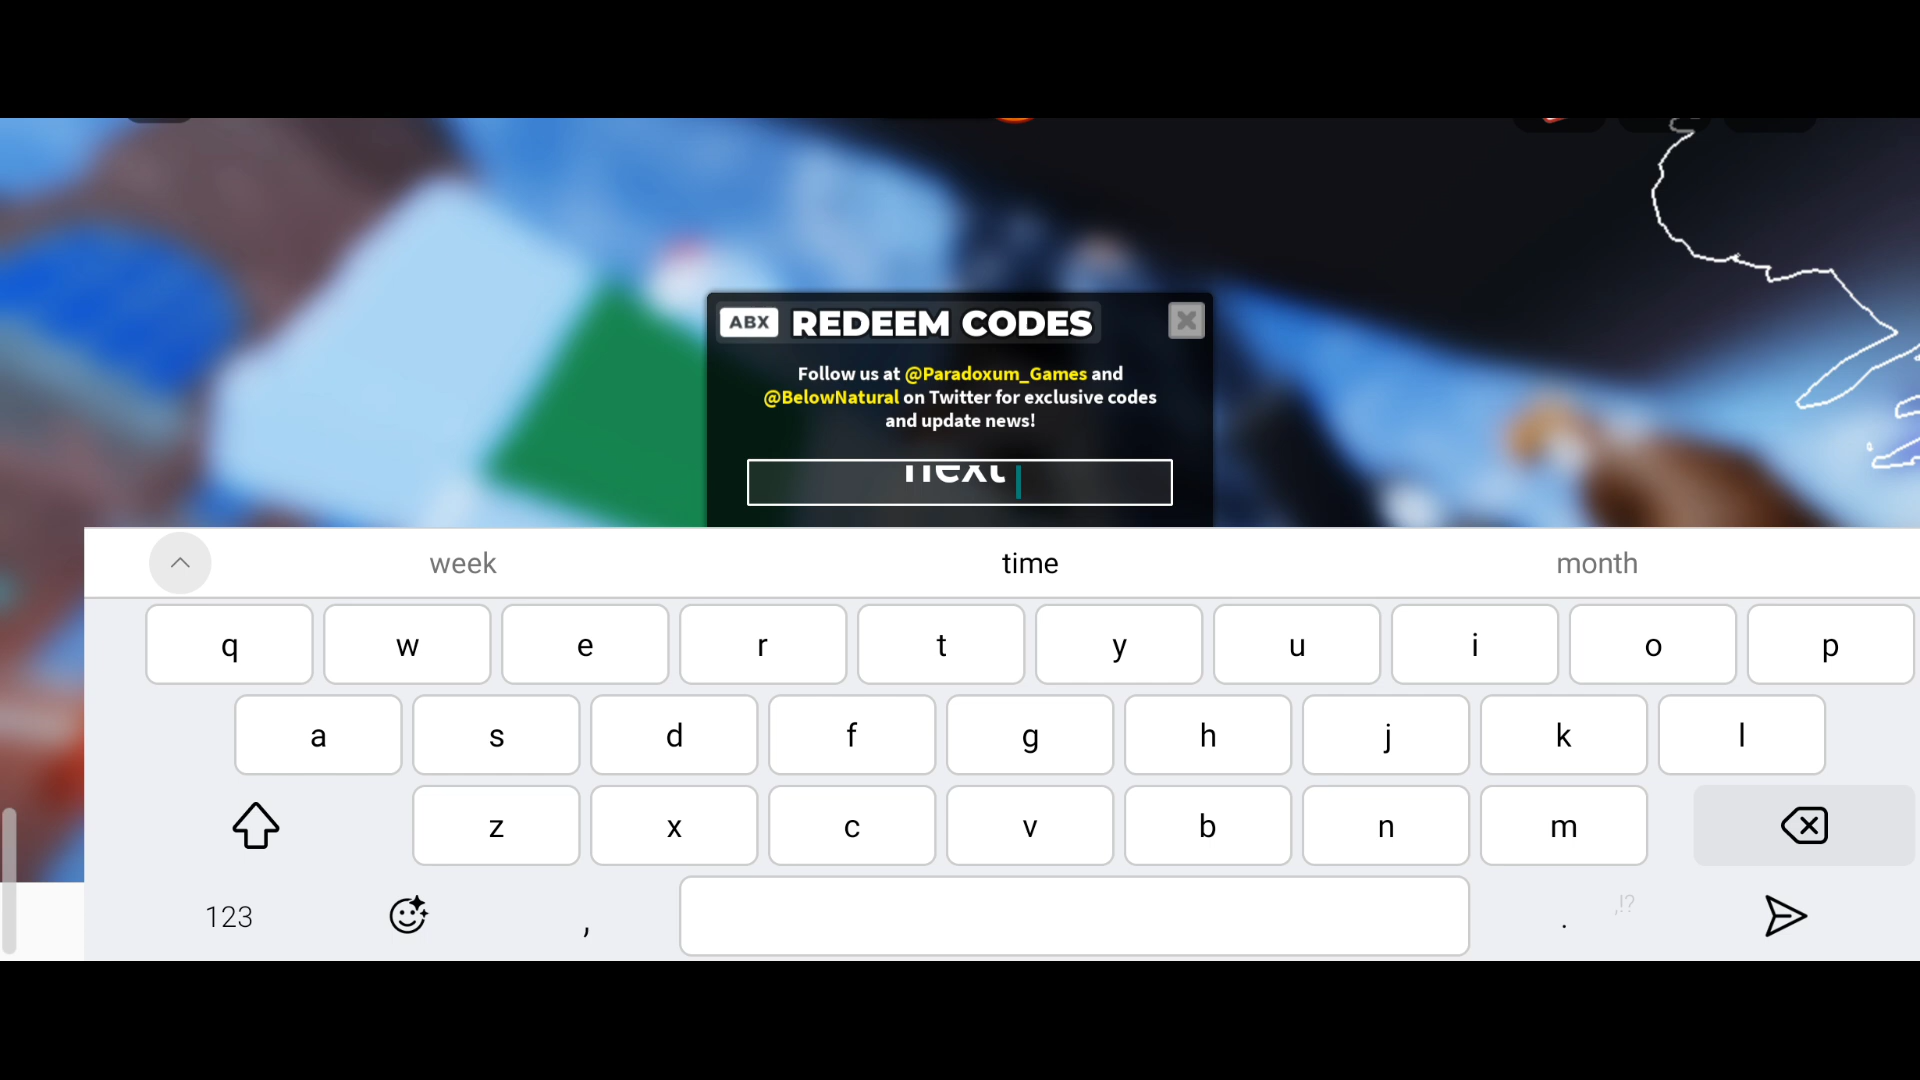 ABX REDEEM CODES
Follow us at @Paradoxum_Games and
@BelowNatural on Twitter for exclusive codes
and update news!
next
week time month
q w e r t y u i o p
a s d f g h j k l
z x c v b n m
123 , . ,!?